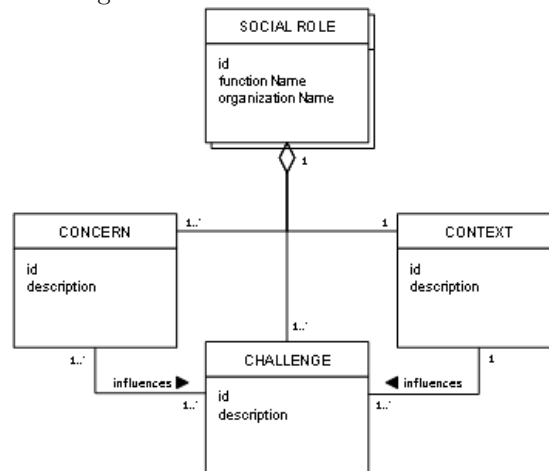 SOCIAL ROLE
id
function Name
organization Name
1
1..*
1
CONCERN
id
description
CONTEXT
id
description
1..*
1..*
1
CHALLENGE
id
description
influences
1..*
influences
1..*